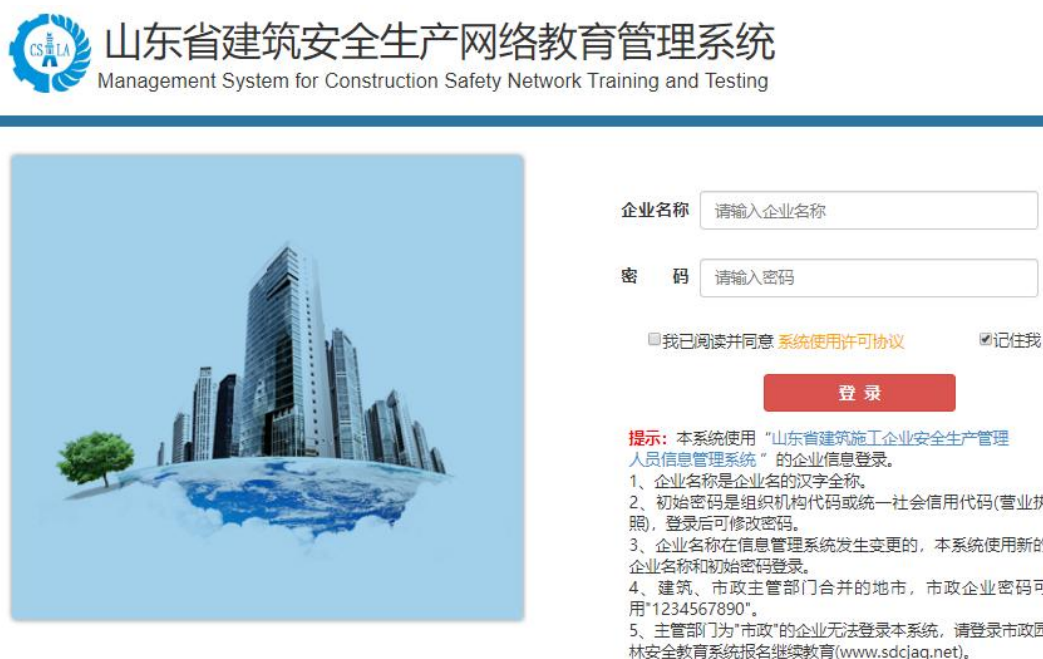 CSLA
山东省建筑安全生产网络教育管理系统
Management System for Construction Safety Network Training and Testing
企业名称 请输入企业名称
密 码 请输入密码
我已阅读并同意 系统使用许可协议 记住我
登 录
提示：本系统使用“山东省建筑施工企业安全生产管理
人员信息管理系统 ”的企业信息登录。
1、企业名称是企业名的汉字全称。
2、初始密码是组织机构代码或统一社会信用代码(营业执
照)，登录后可修改密码。
3、企业名称在信息管理系统发生变更的，本系统使用新的
企业名称和初始密码登录。
4、建筑、市政主管部门合并的地市，市政企业密码可
用"1234567890"。
5、主管部门为"市政"的企业无法登录本系统，请登录市政园
林安全教育系统报名继续教育(www.sdcjaq.net)。